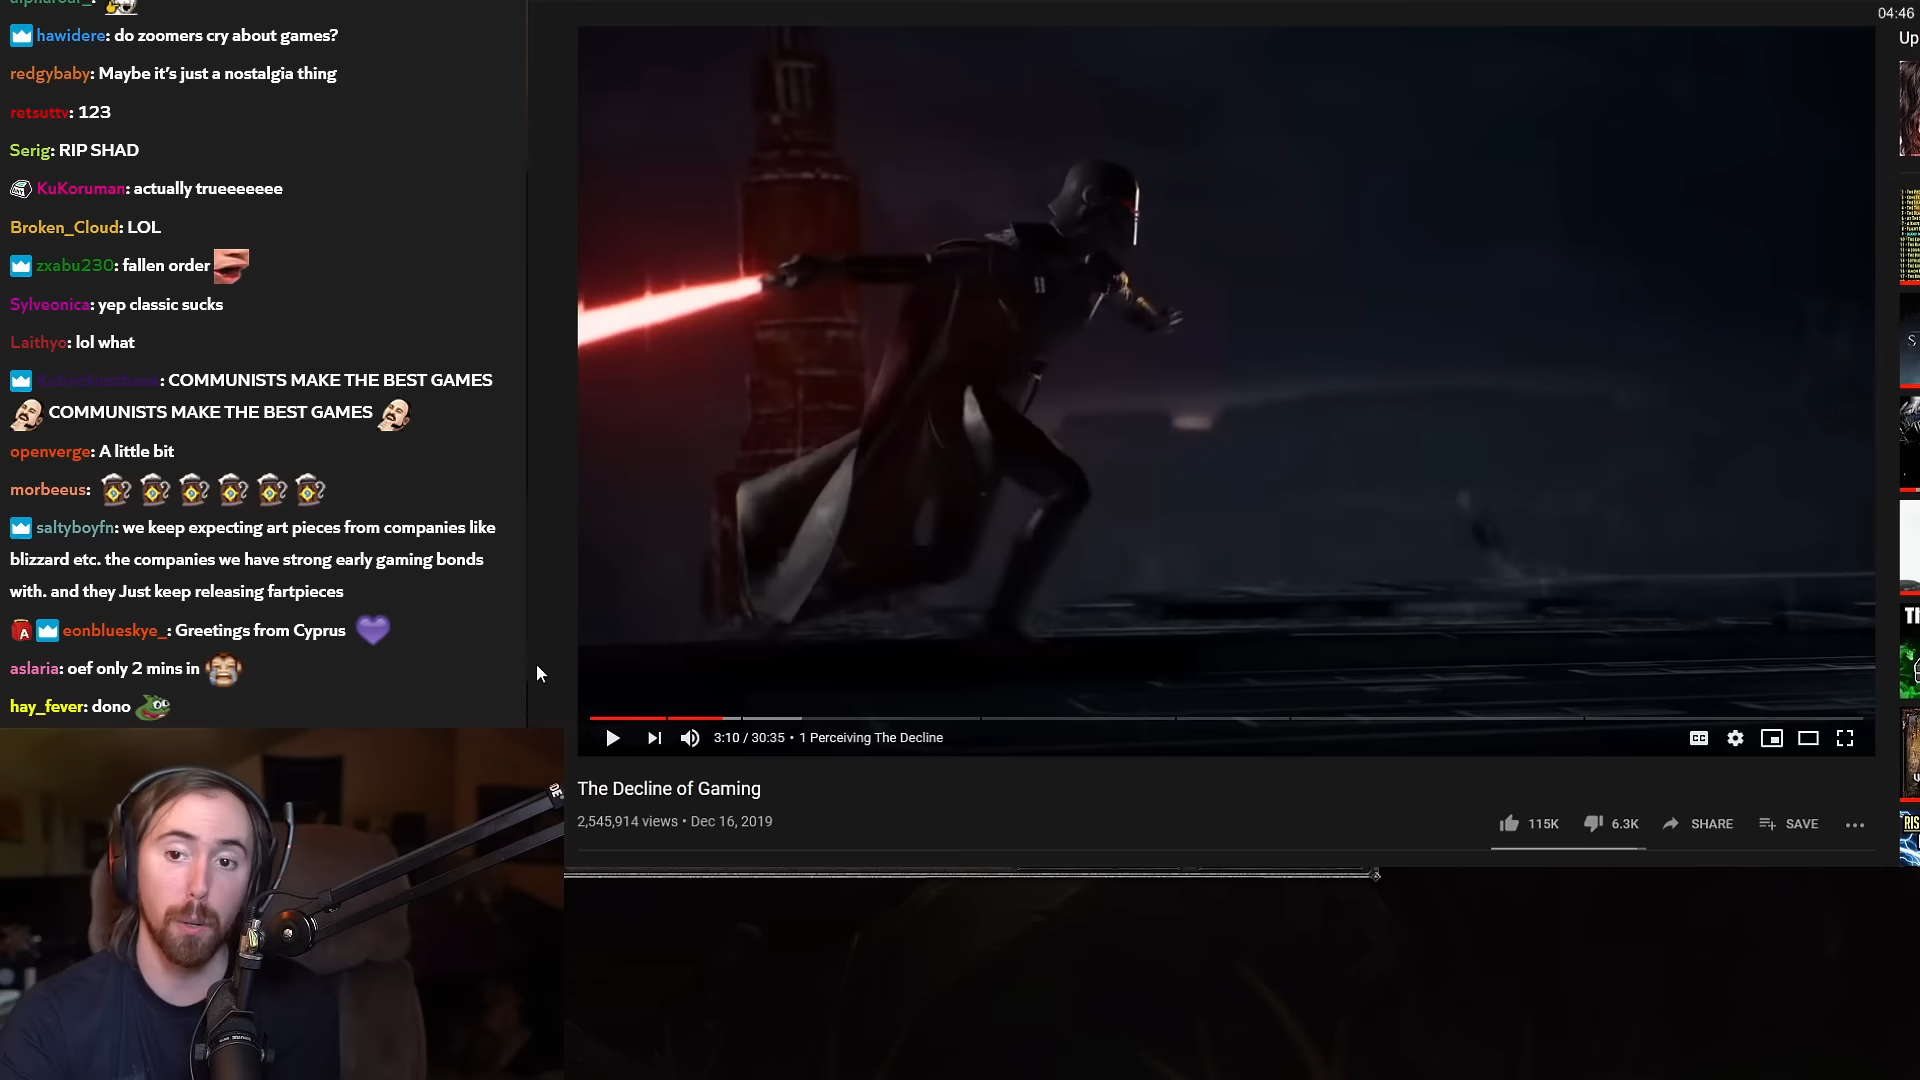 hawidere: do zoomers cry about games?
redgybaby: Maybe it's just a nostalgia thing
retsuttv: 123
Serig: RIP SHAD
KuKoruman: actually trueeeeeee
Broken_Cloud: LOL
zxabu230: fallen order
Sylveonica: yep classic sucks
Laithyo: lol what
: COMMUNISTS MAKE THE BEST GAMES
COMMUNISTS MAKE THE BEST GAMES
openverge: A little bit
morbeeus:
saltyboyfn: we keep expecting art pieces from companies like
blizzard etc. the companies we have strong early gaming bonds
with. and they Just keep releasing fartpieces
eonblueskye_: Greetings from Cyprus
aslaria: oef only 2 mins in
hay_fever: dono
04:46
Up
3:10 / 30:35 • 1 Perceiving The Decline
CC
The Decline of Gaming
2,545,914 views • Dec 16, 2019
115K
6.3K
SHARE
SAVE
S
TH
RIS